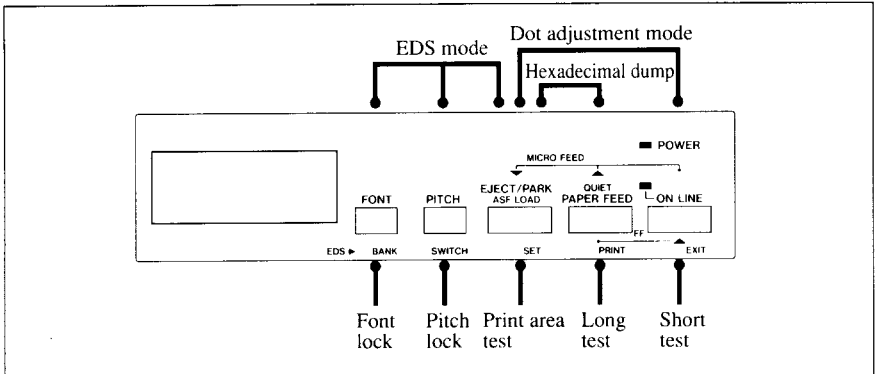 Dot adjustment mode
EDS mode
Hexadecimal dump
POWER
MICRO FEED
EJECT/PARK
QUIET
FONT
PITCH
ASF LOAD
PAPER FEED
ON LINE
FF
EDS
BANK
SWITCH
SET
PRINT
EXIT
Font
lock
Pitch
lock
Print area
test
Long
test
Short
test